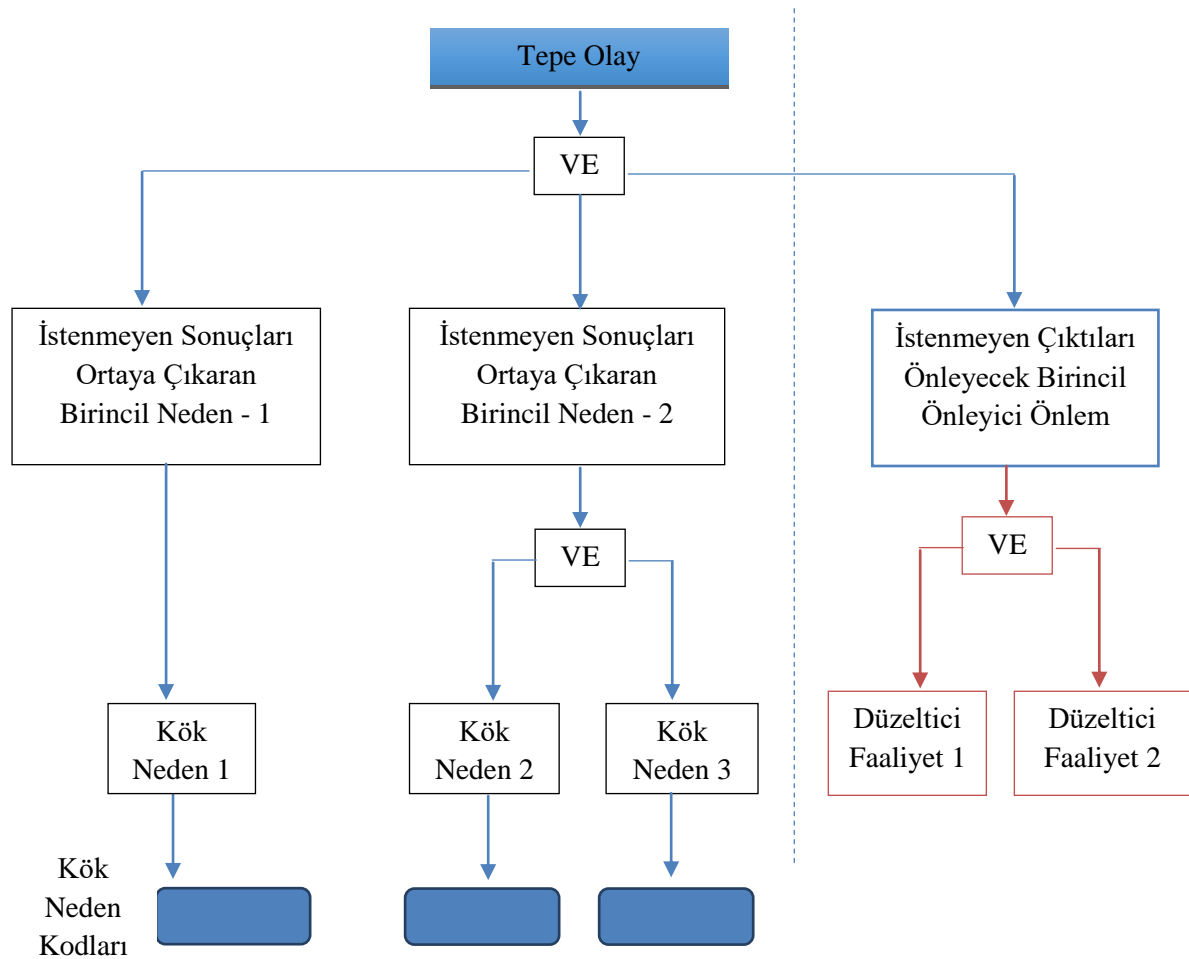 Tepe Olay
VE
İstenmeyen Sonuçları
Ortaya Çıkaran
Birincil Neden - 1
İstenmeyen Sonuçları
Ortaya Çıkaran
Birincil Neden - 2
İstenmeyen Çıktıları
Önleyecek Birincil
Önleyici Önlem
VE
VE
Kök
Neden 1
Kök
Neden 2
Kök
Neden 3
Düzeltici
Faaliyet 1
Düzeltici
Faaliyet 2
Kök
Neden
Kodları